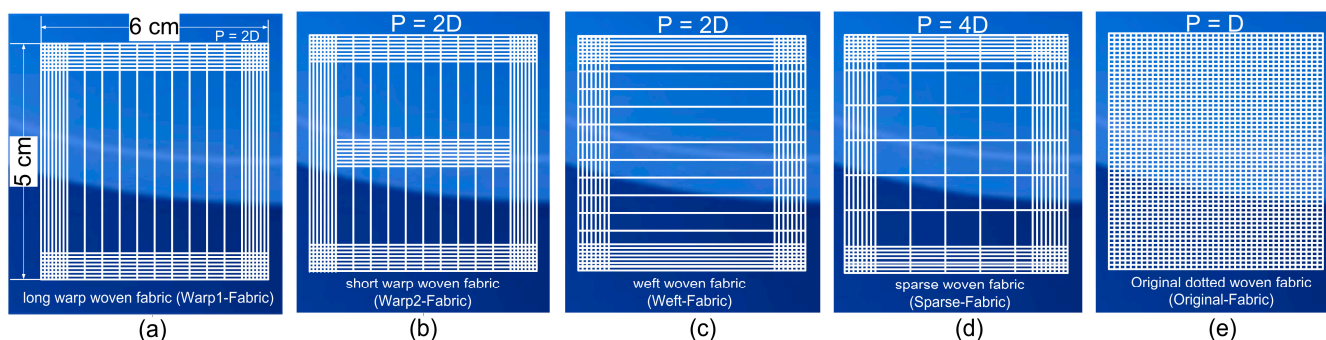 6 cm
P = 2D
5 cm
long warp woven fabric (Warp1-Fabric)
(a)
P = 2D
short warp woven fabric
(Warp2-Fabric)
(b)
P = 2D
weft woven fabric
(Weft-Fabric)
(c)
P = 4D
sparse woven fabric
(Sparse-Fabric)
(d)
P = D
Original dotted woven fabric
(Original-Fabric)
(e)